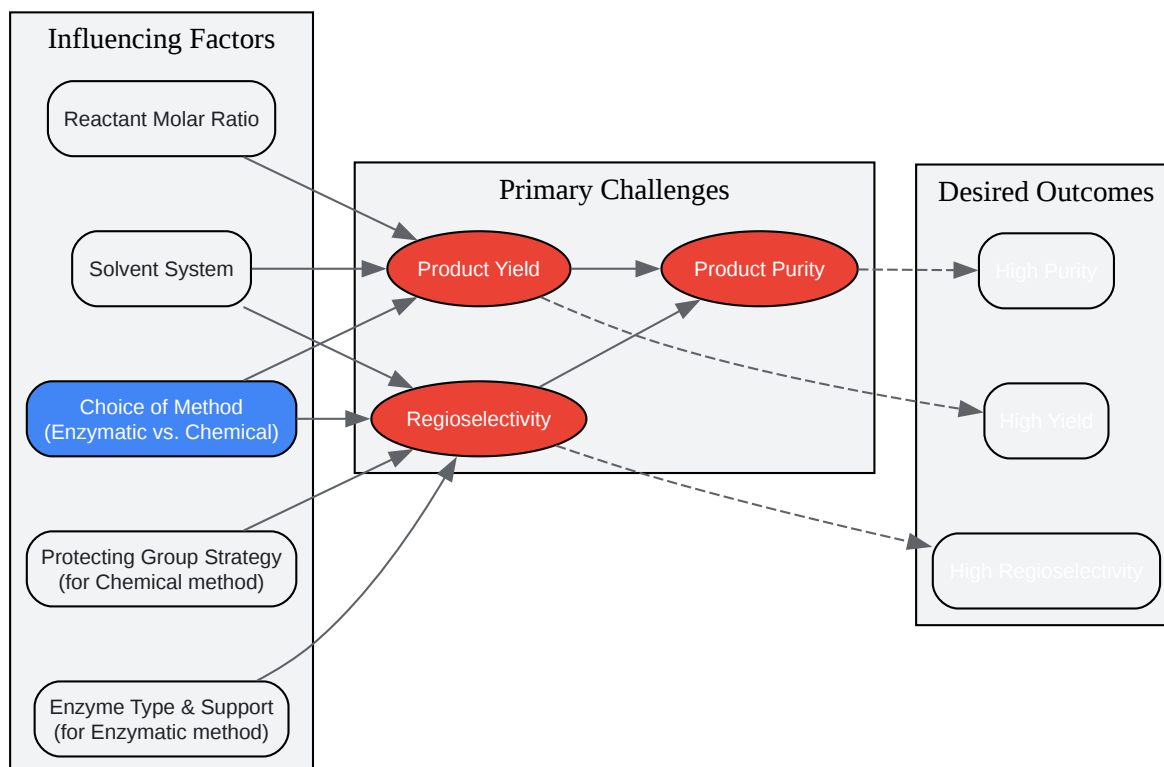 Influencing Factors
Reactant Molar Ratio
Solvent System
Choice of Method
(Enzymatic vs. Chemical)
Protecting Group Strategy
(for Chemical method)
Enzyme Type & Support
(for Enzymatic method)
Primary Challenges
Product Yield
Product Purity
Regioselectivity
Desired Outcomes
High Purity
High Yield
High Regioselectivity